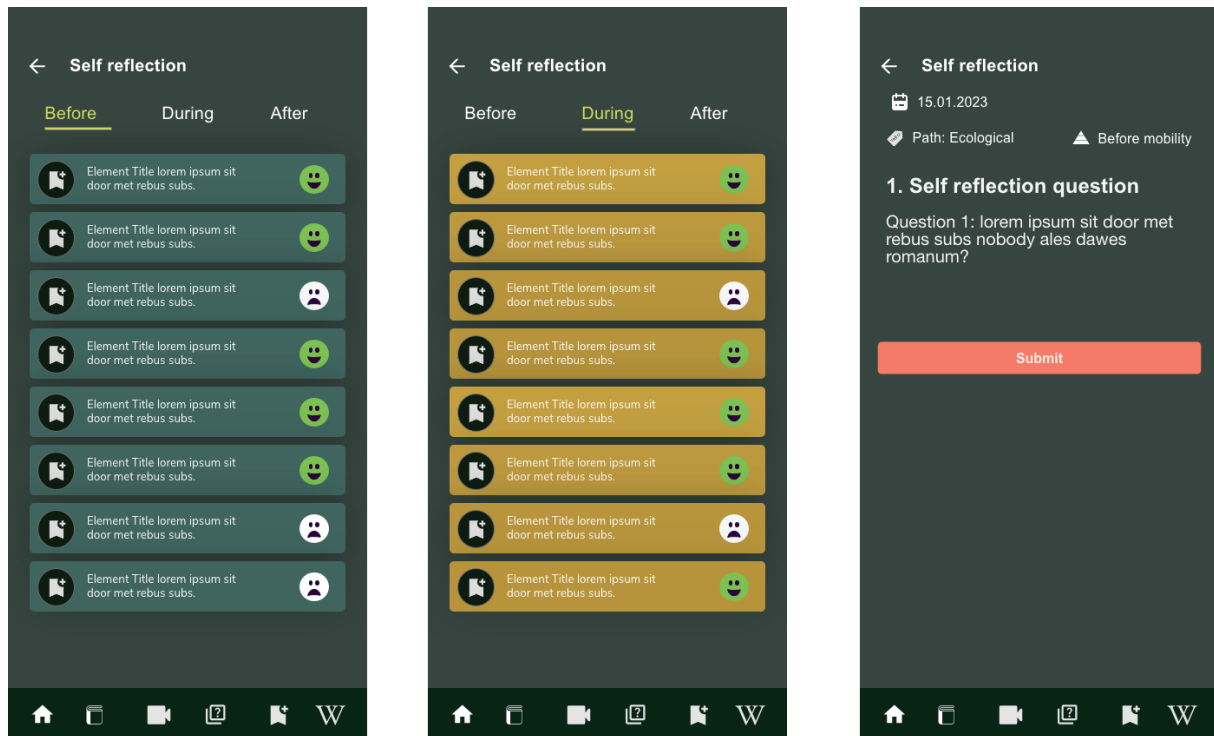 Self reflection
Before During After
Element Title lorem ipsum sit
door met rebus subs.
Element Title lorem ipsum sit
door met rebus subs.
Element Title lorem ipsum sit
door met rebus subs.
Element Title lorem ipsum sit
door met rebus subs.
Element Title lorem ipsum sit
door met rebus subs.
Element Title lorem ipsum sit
door met rebus subs.
Element Title lorem ipsum sit
door met rebus subs.
Element Title lorem ipsum sit
door met rebus subs.
W
Self reflection
Before During After
Element Title lorem ipsum sit
door met rebus subs.
Element Title lorem ipsum sit
door met rebus subs.
Element Title lorem ipsum sit
door met rebus subs.
Element Title lorem ipsum sit
door met rebus subs.
Element Title lorem ipsum sit
door met rebus subs.
Element Title lorem ipsum sit
door met rebus subs.
Element Title lorem ipsum sit
door met rebus subs.
Element Title lorem ipsum sit
door met rebus subs.
W
Self reflection
15.01.2023
Path: Ecological Before mobility
1. Self reflection question
Question 1: lorem ipsum sit door met
rebus subs nobody ales dawes
romanum?
Submit
W